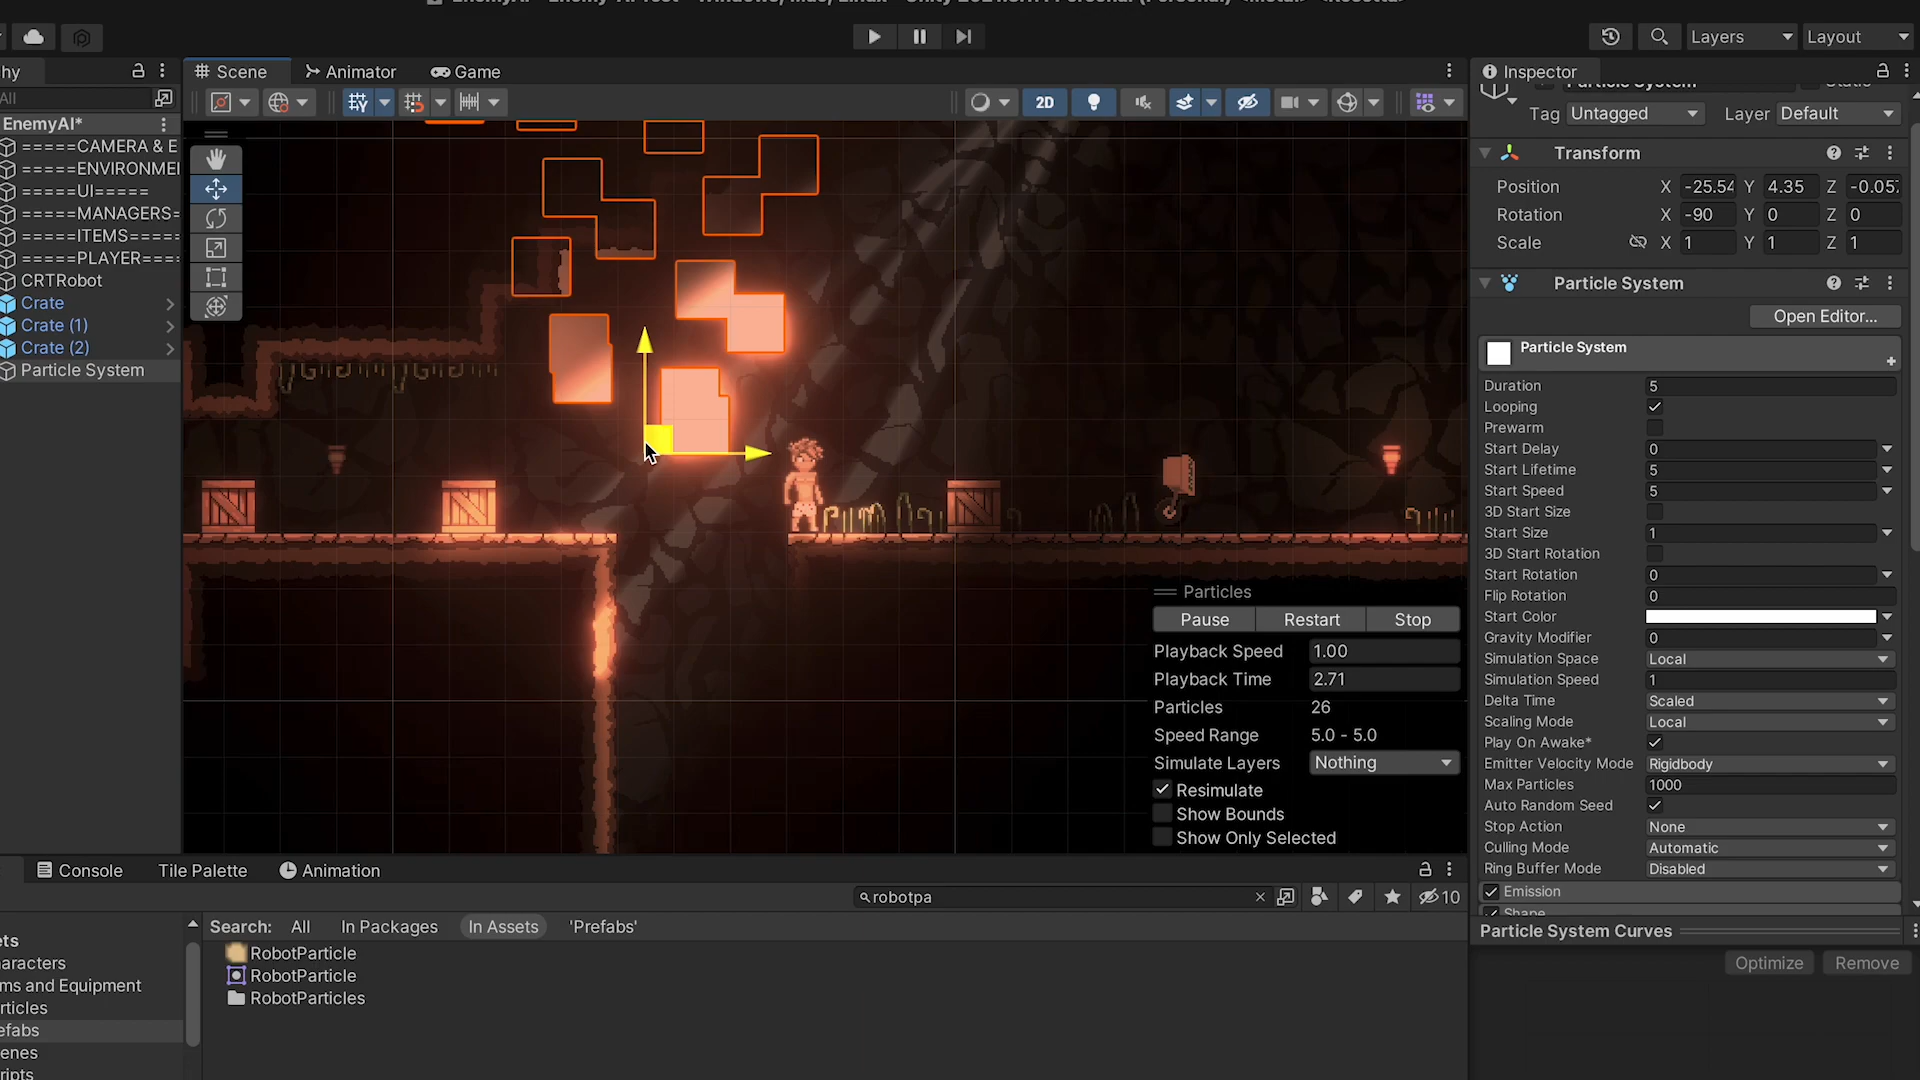 Layers
Layout
hy
Scene
Animator
Game
Inspector
All
2D
Tag Untagged
Layer Default
EnemyAI*
=====CAMERA & E
=====ENVIRONME
=====UI=====
=====MANAGERS=
=====ITEMS=====
=====PLAYER====
CRTRobot
Crate
Crate (1)
Crate (2)
Particle System
Transform
Position X -25.54 Y 4.35 Z -0.05
Rotation X -90 Y 0 Z 0
Scale X 1 Y 1 Z 1
Particle System
Open Editor...
Particle System
Duration 5
Looping
Prewarm
Start Delay 0
Start Lifetime 5
Start Speed 5
3D Start Size
Start Size 1
3D Start Rotation
Start Rotation 0
Flip Rotation 0
Start Color
Gravity Modifier 0
Simulation Space Local
Simulation Speed 1
Delta Time Scaled
Scaling Mode Local
Play On Awake*
Emitter Velocity Mode Rigidbody
Max Particles 1000
Auto Random Seed
Stop Action None
Culling Mode Automatic
Ring Buffer Mode Disabled
Emission
Shape
Particle System Curves
Optimize Remove
Particles
Pause Restart Stop
Playback Speed 1.00
Playback Time 2.71
Particles 26
Speed Range 5.0 - 5.0
Simulate Layers Nothing
Resimulate
Show Bounds
Show Only Selected
Console
Tile Palette
Animation
robotpa
10
Search: All In Packages In Assets 'Prefabs'
ets
aracters
ms and Equipment
rticles
efabs
enes
ripts
RobotParticle
RobotParticle
RobotParticles